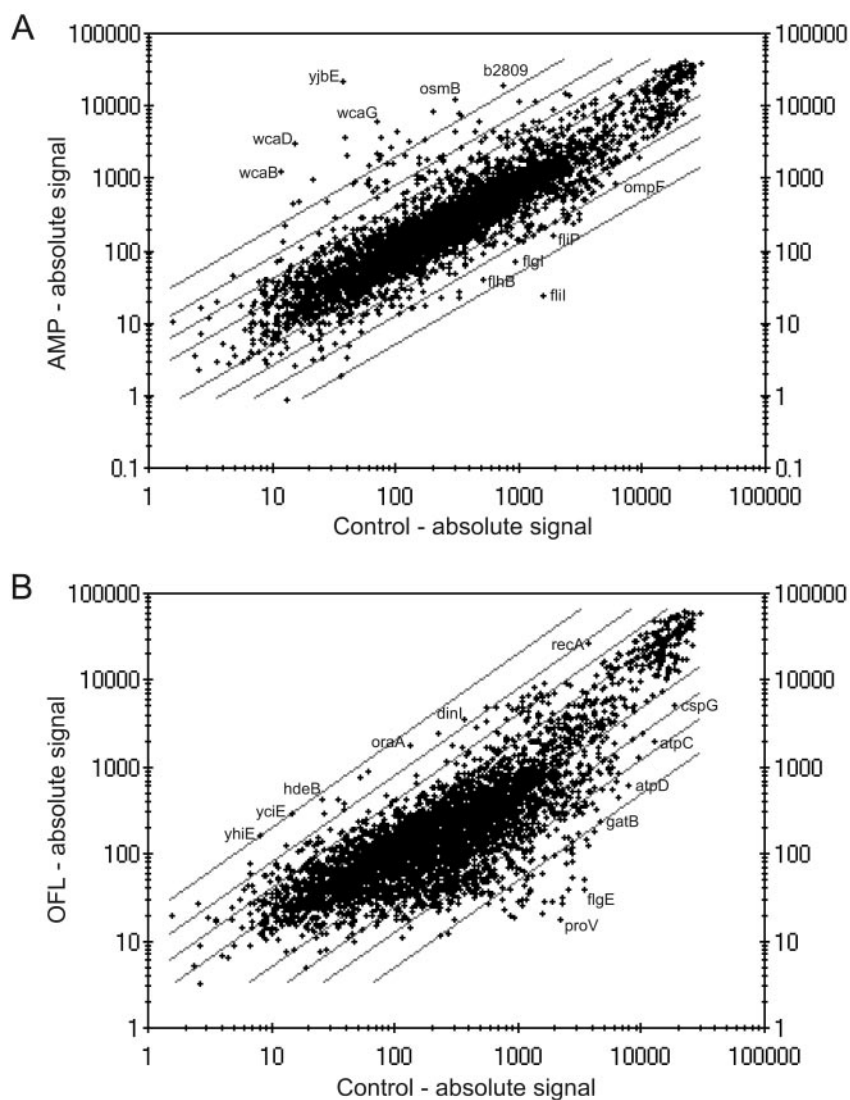 A
100000
100000
yjbE
b2809
osmB
10000
10000
wcaG
wcaD
wcaB
1000
1000
ompF
AMP - absolute signal
100
100
fliP
flgI
flhB
fliI
10
10
1
1
0.1
0.1
1
10
100
1000
10000
100000
Control - absolute signal
B
100000
100000
recA
10000
10000
dinI
cspG
oraA
atpC
1000
1000
hdeB
atpD
yciE
gatB
yhiE
OFL - absolute signal
100
100
flgE
proV
10
10
1
1
1
10
100
1000
10000
100000
Control - absolute signal